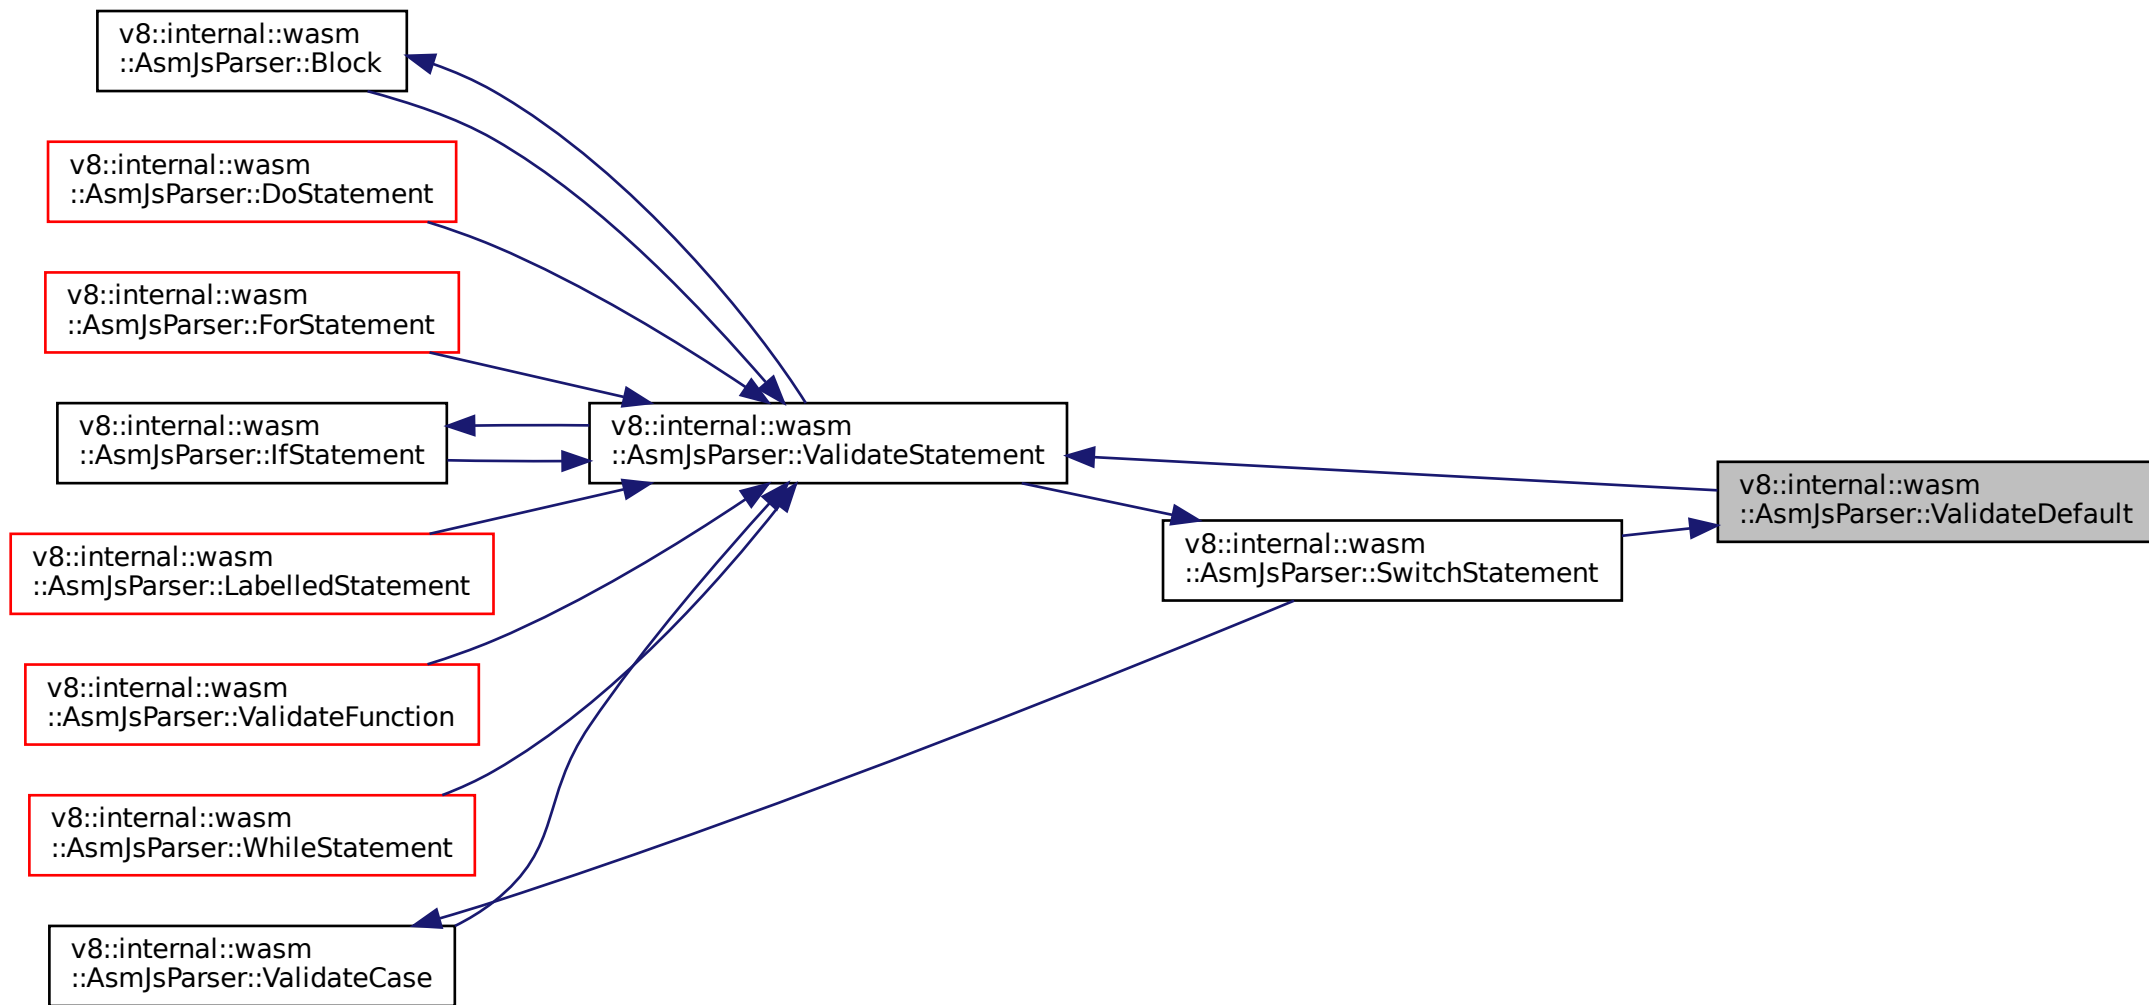 v8::internal::wasm
::AsmJsParser::Block
v8::internal::wasm
::AsmJsParser::DoStatement
v8::internal::wasm
::AsmJsParser::ForStatement
v8::internal::wasm
::AsmJsParser::IfStatement
v8::internal::wasm
::AsmJsParser::ValidateStatement
v8::internal::wasm
::AsmJsParser::ValidateDefault
v8::internal::wasm
::AsmJsParser::SwitchStatement
v8::internal::wasm
::AsmJsParser::LabelledStatement
v8::internal::wasm
::AsmJsParser::ValidateFunction
v8::internal::wasm
::AsmJsParser::WhileStatement
v8::internal::wasm
::AsmJsParser::ValidateCase